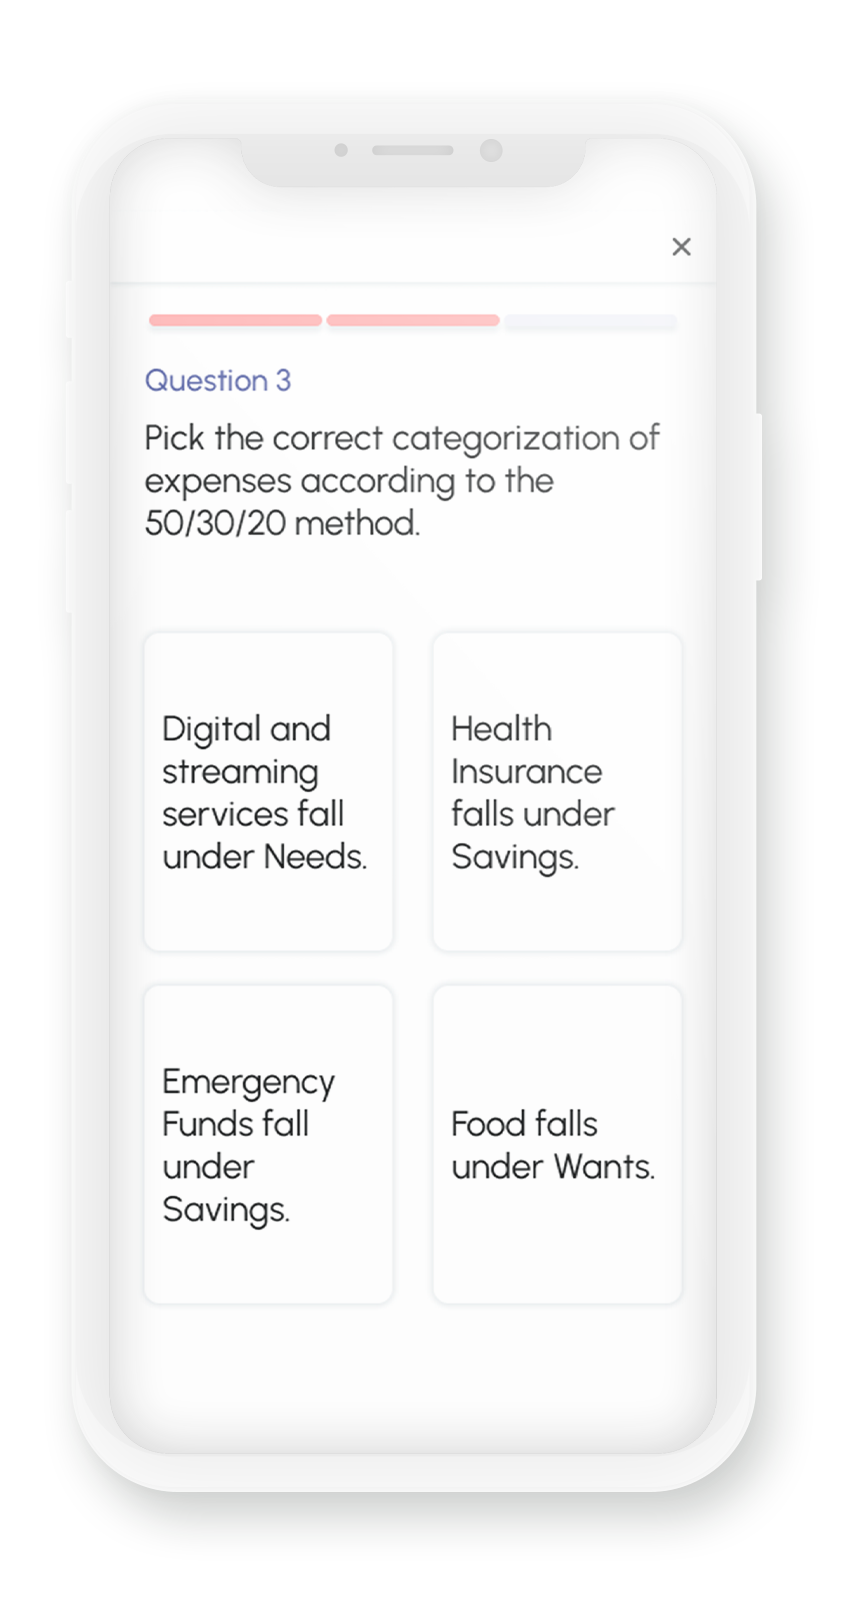 Question 3
Pick the correct categorization of
expenses according to the
50/30/20 method.
Digital and
streaming
services fall
under Needs.
Health
Insurance
falls under
Savings.
Emergency
Funds fall
under
Savings.
Food falls
under Wants.